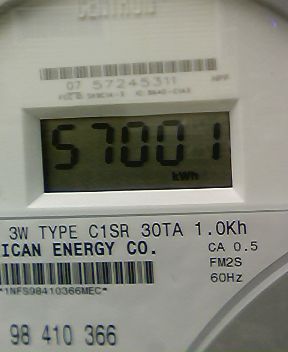 CENTRON
07 57245311
57001
kWh
3W TYPE C1SR 30TA 1.0Kh
ICAN ENERGY CO.
CA 0.5
FM2S
60Hz
*1NFS98410366MEC*
98 410 366